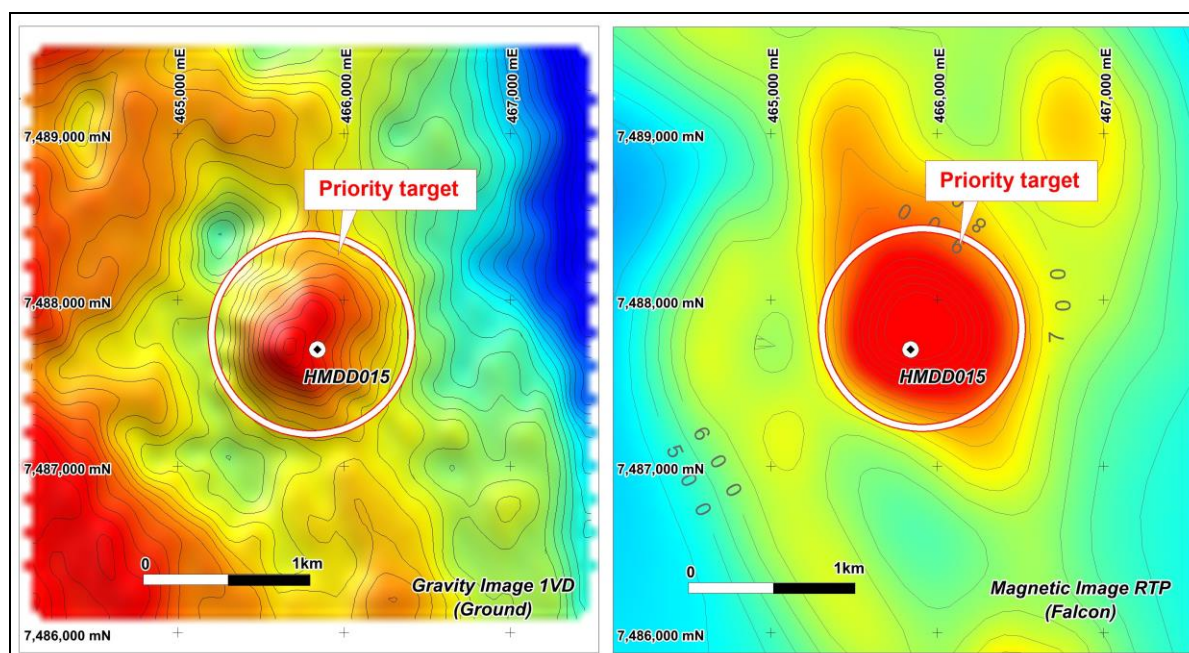 465,000 mE
466,000 mE
467,000 mE
7,489,000 mN
Priority target
7,488,000 mN
HMDD015
7,487,000 mN
0
1km
Gravity Image 1VD
(Ground)
7,486,000 mN
465,000 mE
466,000 mE
467,000 mE
7,489,000 mN
Priority target
7,488,000 mN
700
HMDD015
600
500
7,487,000 mN
0
1km
Magnetic Image RTP
(Falcon)
7,486,000 mN